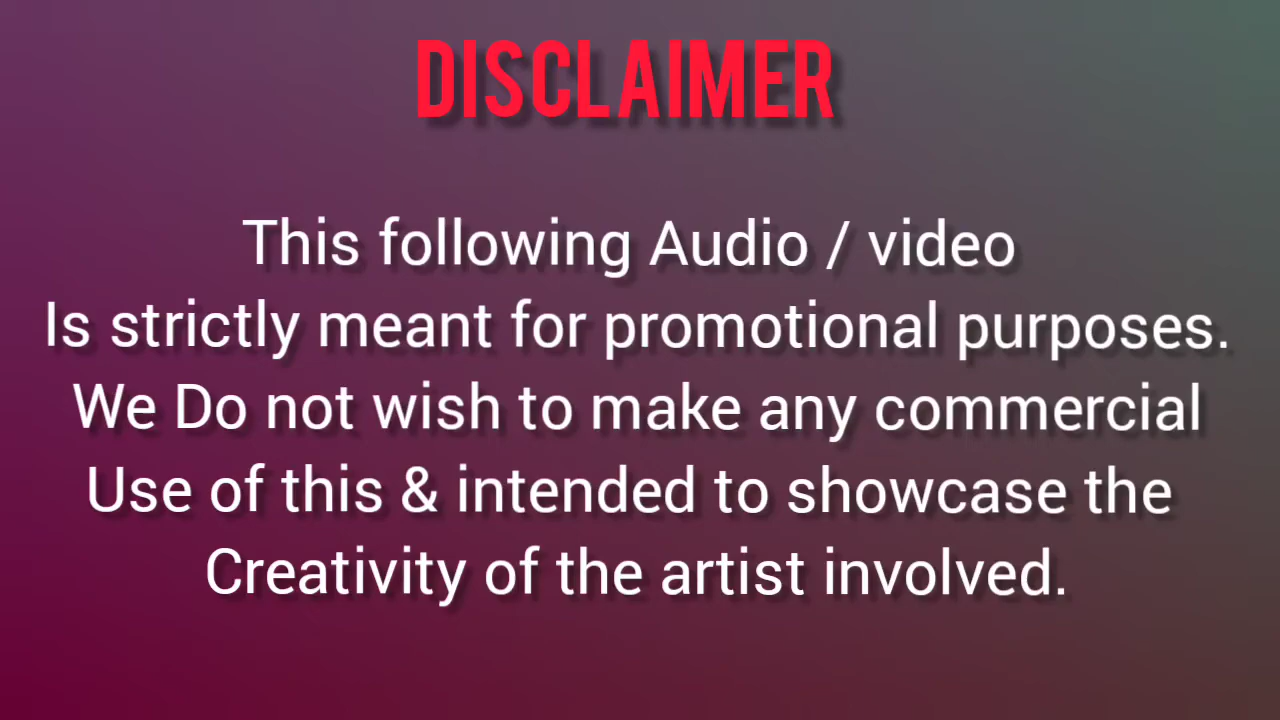 DISCLAIMER
This following Audio / video
Is strictly meant for promotional purposes.
We Do not wish to make any commercial
Use of this & intended to showcase the
Creativity of the artist involved.